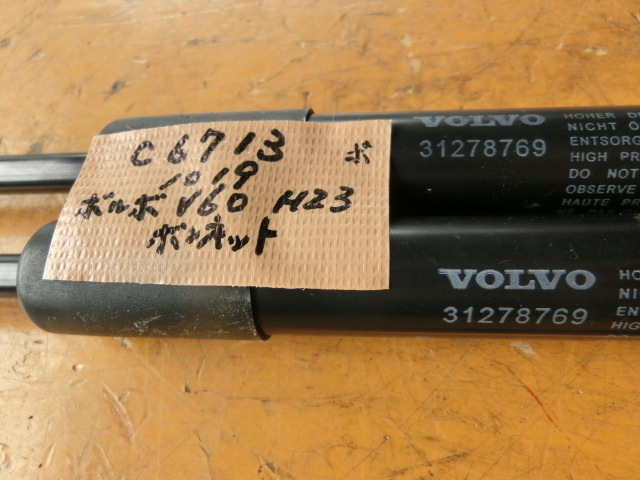 C6713 ボ
1019
ボルボ V60 H23
ボンネット
VOLVO
31278769
HOHER D
NICHT Ö
ENTSORG
HIGH PR
DO NOT
OBSERVE
HAUTE PR
VOLVO
31278769
HO
NI
EN
HIG